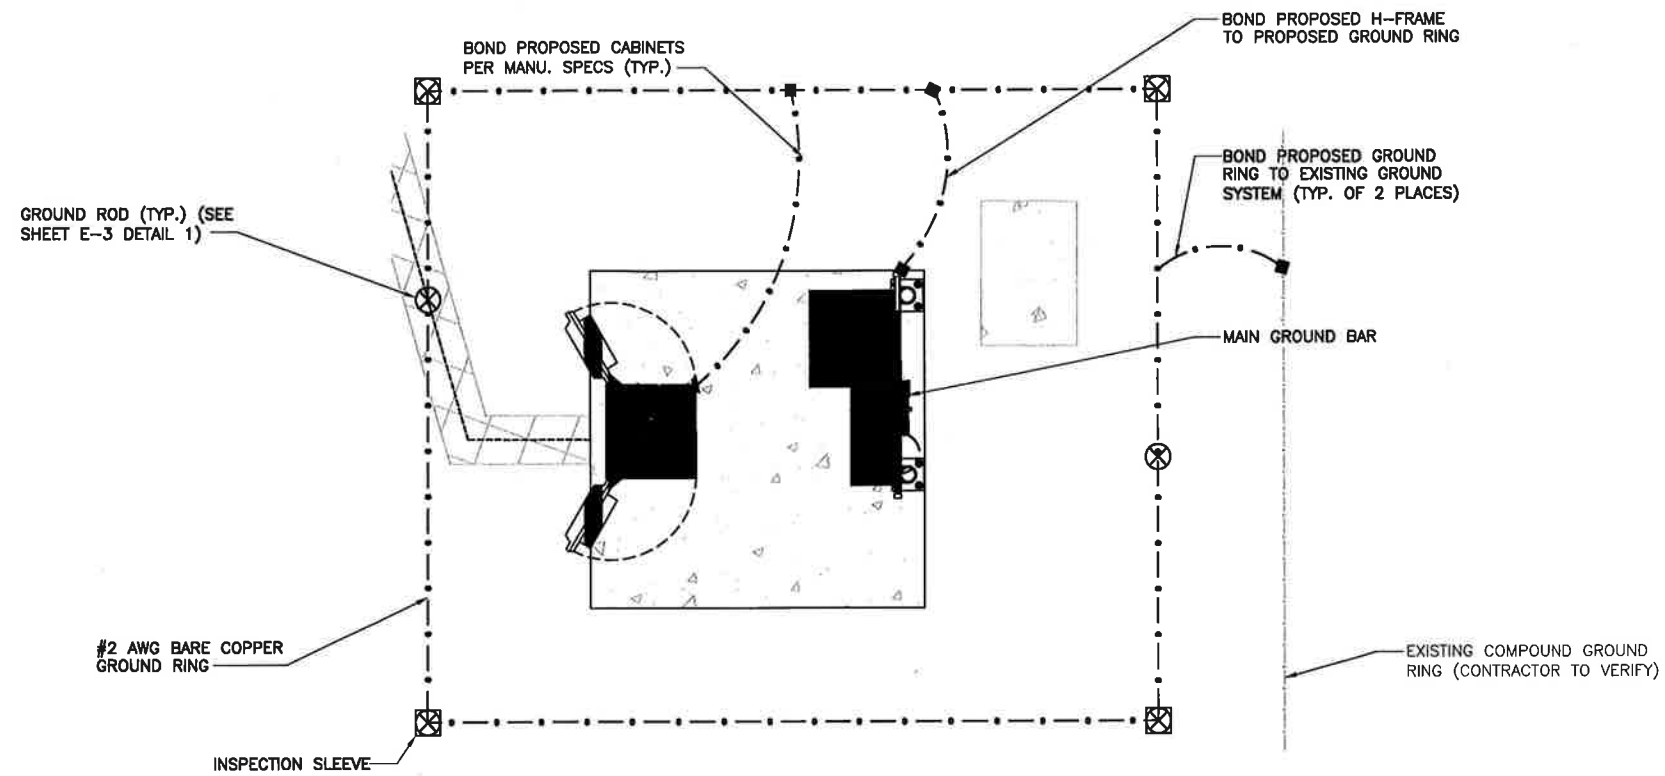 BOND PROPOSED H-FRAME
TO PROPOSED GROUND RING
BOND PROPOSED CABINETS
PER MANU. SPECS (TYP.)
BOND PROPOSED GROUND
RING TO EXISTING GROUND
SYSTEM (TYP. OF 2 PLACES)
GROUND ROD (TYP.) (SEE
SHEET E-3 DETAIL 1)
MAIN GROUND BAR
#2 AWG BARE COPPER
GROUND RING
EXISTING COMPOUND GROUND
RING (CONTRACTOR TO VERIFY)
INSPECTION SLEEVE